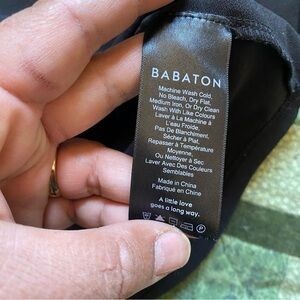 BABATON
Machine Wash Cold,
No Bleach, Dry Flat,
Medium Iron, Or Dry Clean
Wash With Like Colours
Laver à La Machine à
L'eau Froide,
Pas De Blanchiment,
Sécher à Plat,
Repasser à Température
Moyenne,
Ou Nettoyer à Sec
Laver Avec Des Couleurs
Semblables
Made in China
Fabriqué en Chine
A little love
goes a long way.
P